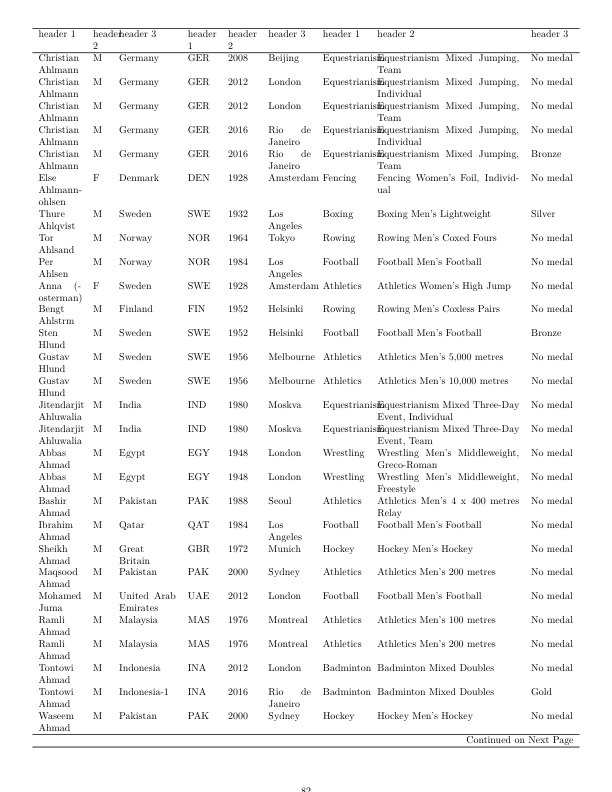 header 1 header 2 header 3 header 1 header 2 header 3 header 1 header 2 header 3
Christian Ahlmann M Germany GER 2008 Beijing Equestrianism Equestrianism Mixed Jumping, Team No medal
Christian Ahlmann M Germany GER 2012 London Equestrianism Equestrianism Mixed Jumping, Individual No medal
Christian Ahlmann M Germany GER 2012 London Equestrianism Equestrianism Mixed Jumping, Team No medal
Christian Ahlmann M Germany GER 2016 Rio de Janeiro Equestrianism Equestrianism Mixed Jumping, Individual No medal
Christian Ahlmann M Germany GER 2016 Rio de Janeiro Equestrianism Equestrianism Mixed Jumping, Team Bronze
Else Ahlmann-ohlsen F Denmark DEN 1928 Amsterdam Fencing Fencing Women's Foil, Individ-ual No medal
Thure Ahlqvist M Sweden SWE 1932 Los Angeles Boxing Boxing Men's Lightweight Silver
Tor Ahlsand M Norway NOR 1964 Tokyo Rowing Rowing Men's Coxed Fours No medal
Per Ahlsen M Norway NOR 1984 Los Angeles Football Football Men's Football No medal
Anna (-osterman) F Sweden SWE 1928 Amsterdam Athletics Athletics Women's High Jump No medal
Bengt Ahlstrm M Finland FIN 1952 Helsinki Rowing Rowing Men's Coxless Pairs No medal
Sten Hlund M Sweden SWE 1952 Helsinki Football Football Men's Football Bronze
Gustav Hlund M Sweden SWE 1956 Melbourne Athletics Athletics Men's 5,000 metres No medal
Gustav Hlund M Sweden SWE 1956 Melbourne Athletics Athletics Men's 10,000 metres No medal
Jitendarjit Ahluwalia M India IND 1980 Moskva Equestrianism Equestrianism Mixed Three-Day Event, Individual No medal
Jitendarjit Ahluwalia M India IND 1980 Moskva Equestrianism Equestrianism Mixed Three-Day Event, Team No medal
Abbas Ahmad M Egypt EGY 1948 London Wrestling Wrestling Men's Middleweight, Greco-Roman No medal
Abbas Ahmad M Egypt EGY 1948 London Wrestling Wrestling Men's Middleweight, Freestyle No medal
Bashir Ahmad M Pakistan PAK 1988 Seoul Athletics Athletics Men's 4 x 400 metres Relay No medal
Ibrahim Ahmad M Qatar QAT 1984 Los Angeles Football Football Men's Football No medal
Sheikh Ahmad M Great Britain GBR 1972 Munich Hockey Hockey Men's Hockey No medal
Maqsood Ahmad M Pakistan PAK 2000 Sydney Athletics Athletics Men's 200 metres No medal
Mohamed Juma M United Arab Emirates UAE 2012 London Football Football Men's Football No medal
Ramli Ahmad M Malaysia MAS 1976 Montreal Athletics Athletics Men's 100 metres No medal
Ramli Ahmad M Malaysia MAS 1976 Montreal Athletics Athletics Men's 200 metres No medal
Tontowi Ahmad M Indonesia INA 2012 London Badminton Badminton Mixed Doubles No medal
Tontowi Ahmad M Indonesia-1 INA 2016 Rio de Janeiro Badminton Badminton Mixed Doubles Gold
Waseem Ahmad M Pakistan PAK 2000 Sydney Hockey Hockey Men's Hockey No medal
Continued on Next Page
82